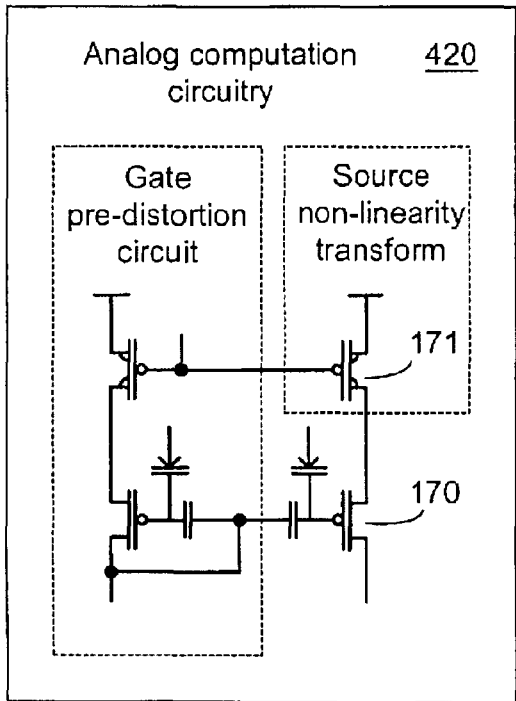 Analog computation 420
circuitry
Gate
pre-distortion
circuit
Source
non-linearity
transform
171
170